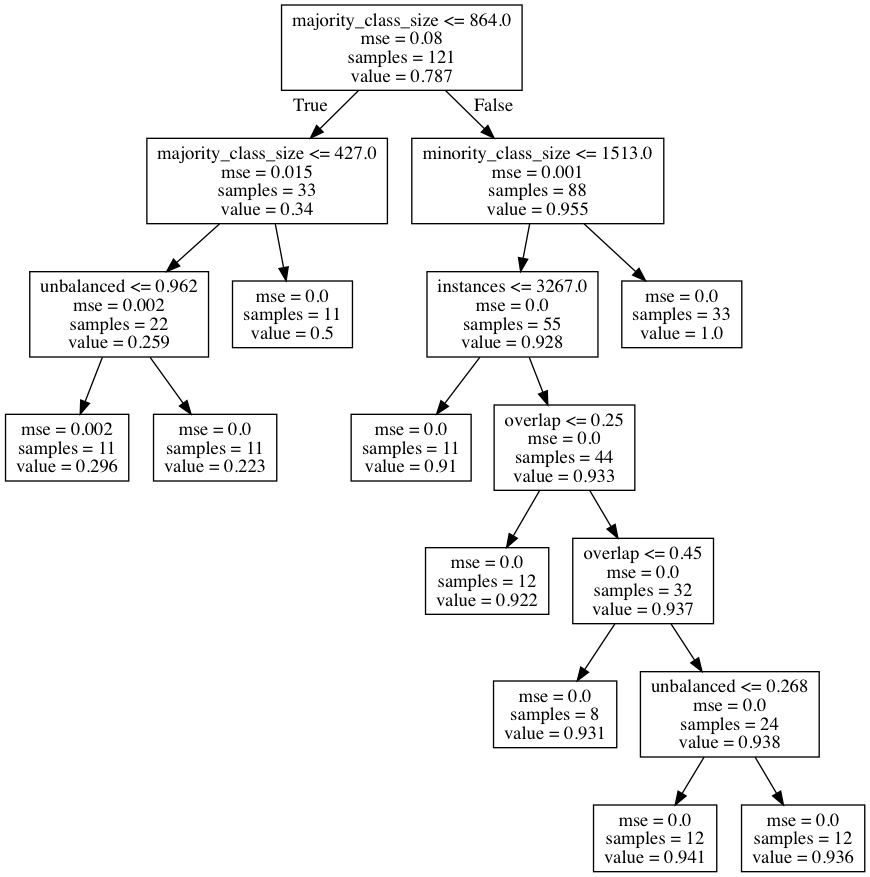 majority_class_size <= 864.0
mse = 0.08
samples = 121
value = 0.787
True
False
majority_class_size <= 427.0
mse = 0.015
samples = 33
value = 0.34
minority_class_size <= 1513.0
mse = 0.001
samples = 88
value = 0.955
unbalanced <= 0.962
mse = 0.002
samples = 22
value = 0.259
mse = 0.0
samples = 11
value = 0.5
instances <= 3267.0
mse = 0.0
samples = 55
value = 0.928
mse = 0.0
samples = 33
value = 1.0
mse = 0.002
samples = 11
value = 0.296
mse = 0.0
samples = 11
value = 0.223
mse = 0.0
samples = 11
value = 0.91
overlap <= 0.25
mse = 0.0
samples = 44
value = 0.933
mse = 0.0
samples = 12
value = 0.922
overlap <= 0.45
mse = 0.0
samples = 32
value = 0.937
mse = 0.0
samples = 8
value = 0.931
unbalanced <= 0.268
mse = 0.0
samples = 24
value = 0.938
mse = 0.0
samples = 12
value = 0.941
mse = 0.0
samples = 12
value = 0.936